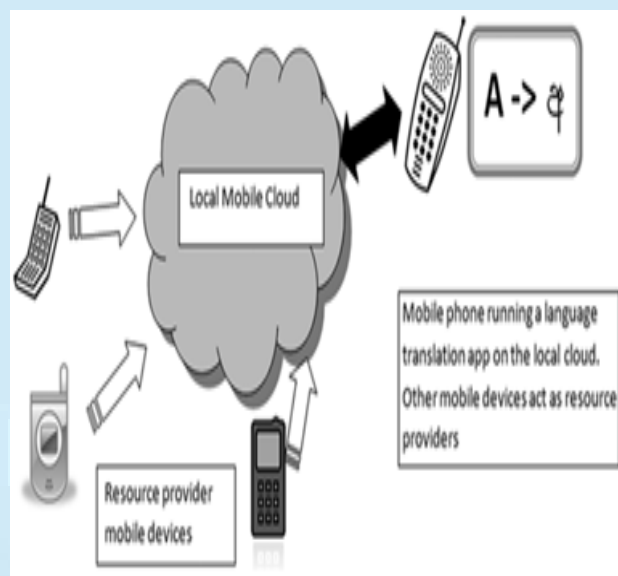 Local Mobile Cloud
A -> අ
Mobile phone running a language
translation app on the local cloud.
Other mobile devices act as resource
providers
Resource provider
mobile devices